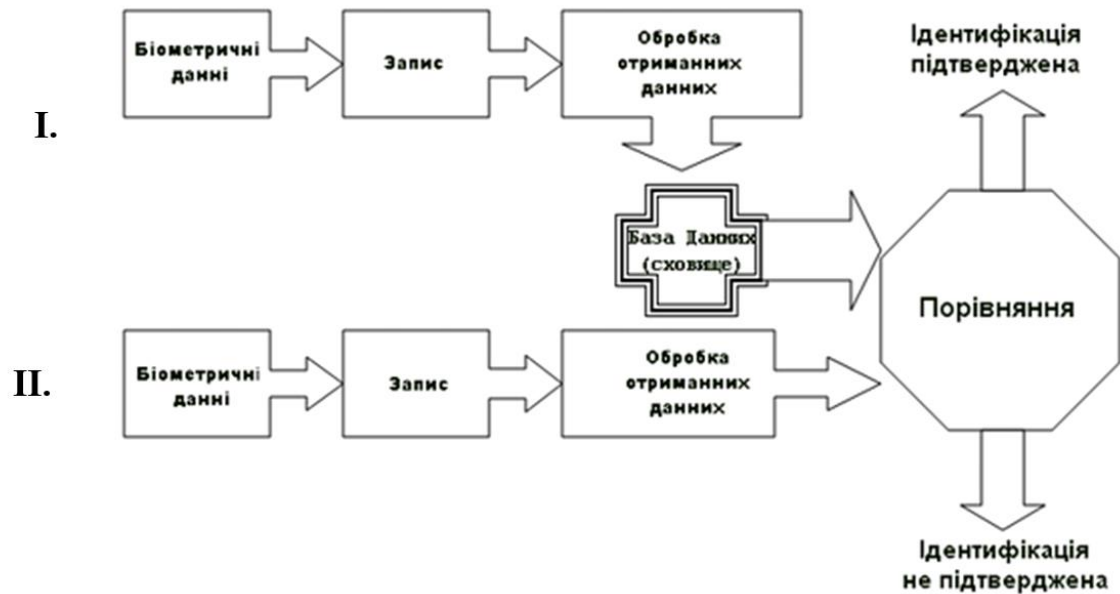 I.
Біометричні
данні
Запис
Обробка
отриманних
данних
База Данних
(сховище)
Ідентифікація
підтверджена
Порівняння
II.
Біометричні
данні
Запис
Обробка
отриманних
данних
Ідентифікація
не підтверджена